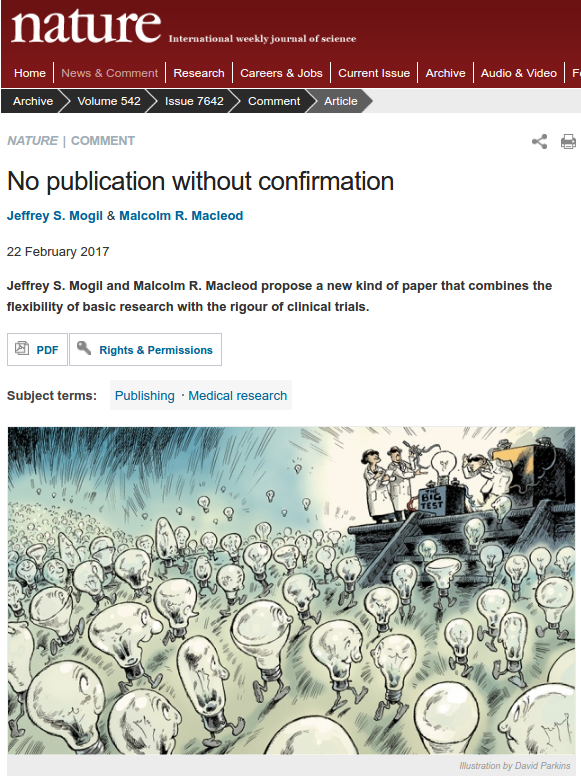 nature International weekly journal of science
Home News & Comment Research Careers & Jobs Current Issue Archive Audio & Video F
Archive Volume 542 Issue 7642 Comment Article
NATURE | COMMENT
No publication without confirmation
Jeffrey S. Mogil & Malcolm R. Macleod
22 February 2017
Jeffrey S. Mogil and Malcolm R. Macleod propose a new kind of paper that combines the
flexibility of basic research with the rigour of clinical trials.
PDF Rights & Permissions
Subject terms: Publishing · Medical research
THE
BIG
TEST
Illustration by David Parkins